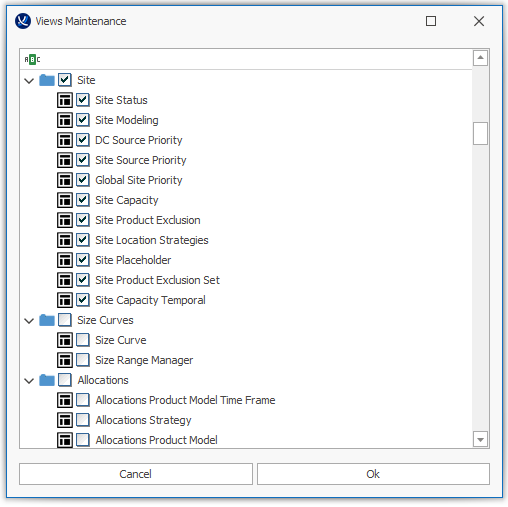 Views Maintenance
ABC
Site
Site Status
Site Modeling
DC Source Priority
Site Source Priority
Global Site Priority
Site Capacity
Site Product Exclusion
Site Location Strategies
Site Placeholder
Site Product Exclusion Set
Site Capacity Temporal
Size Curves
Size Curve
Size Range Manager
Allocations
Allocations Product Model Time Frame
Allocations Strategy
Allocations Product Model
Cancel Ok